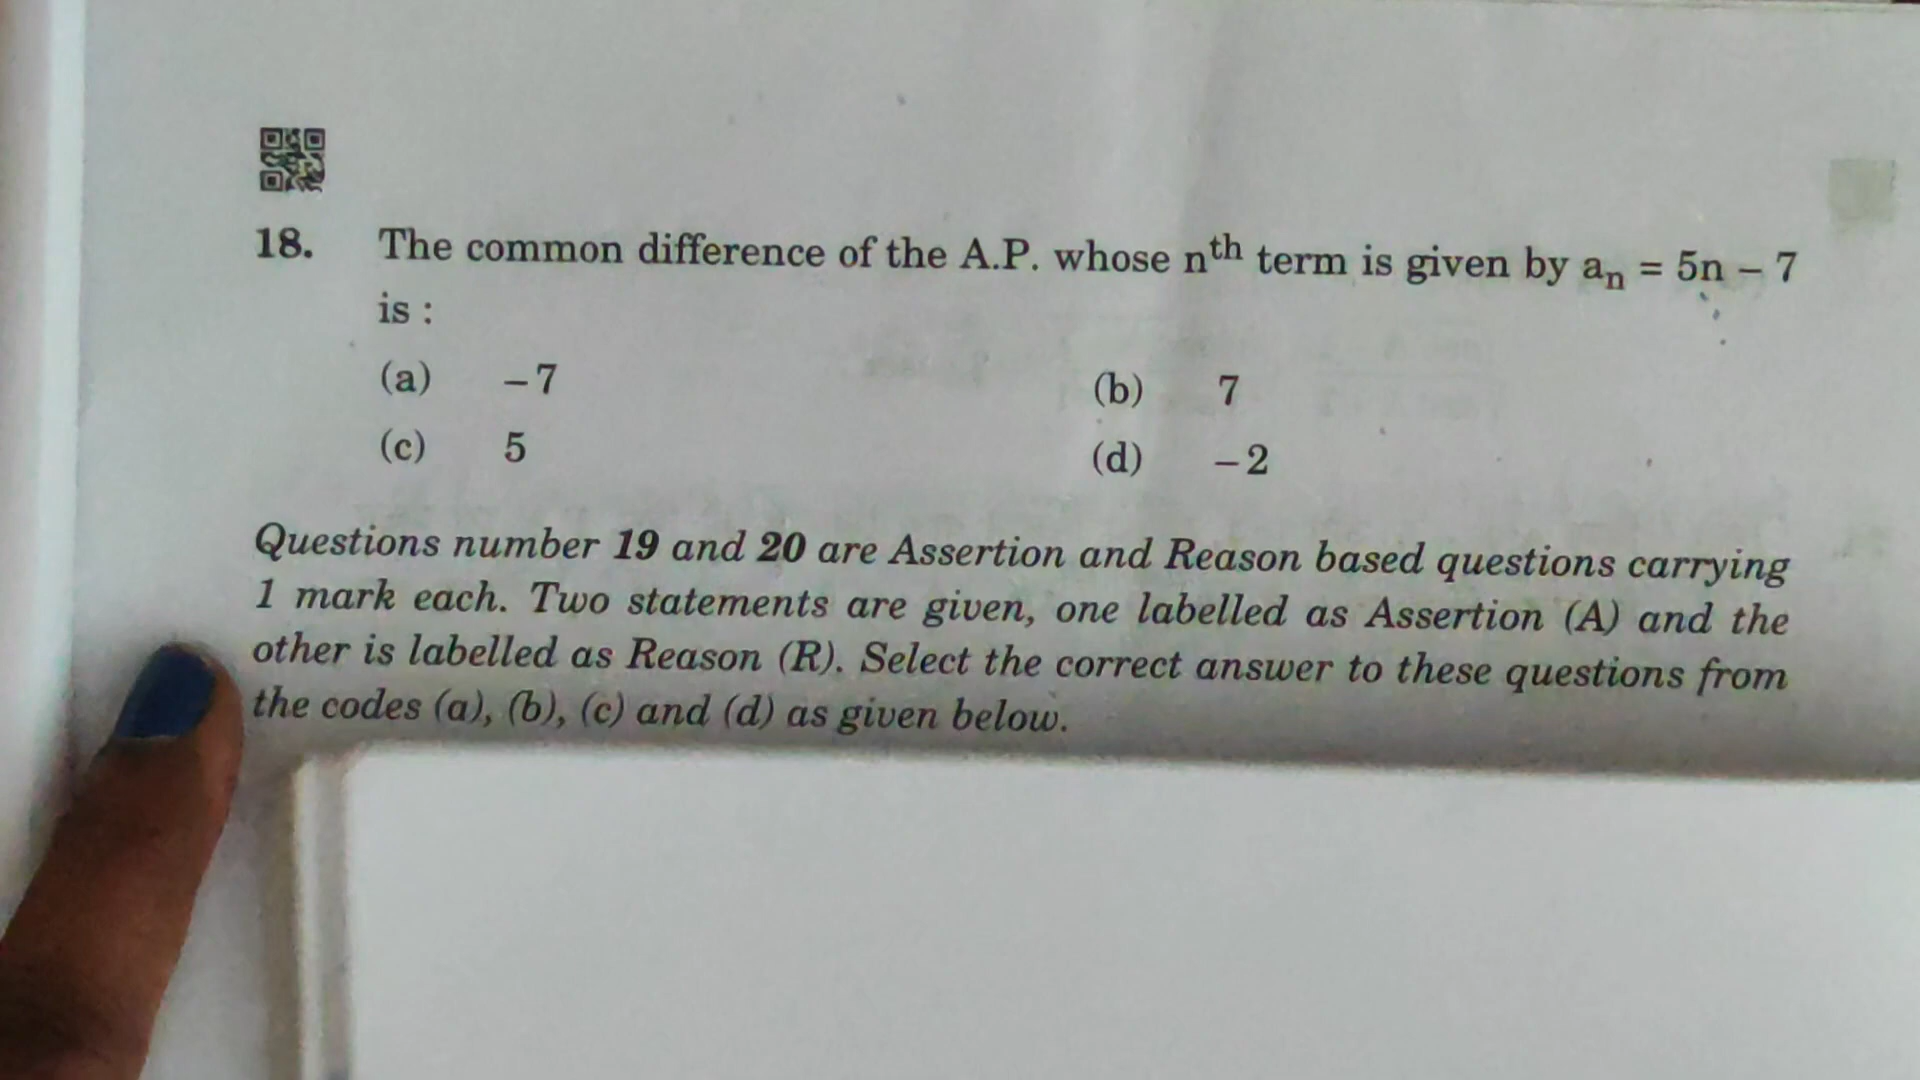 18. The common difference of the A.P. whose nth term is given by an = 5n – 7
is :
(a) – 7 (b) 7
(c) 5 (d) – 2
Questions number 19 and 20 are Assertion and Reason based questions carrying
1 mark each. Two statements are given, one labelled as Assertion (A) and the
other is labelled as Reason (R). Select the correct answer to these questions from
the codes (a), (b), (c) and (d) as given below.